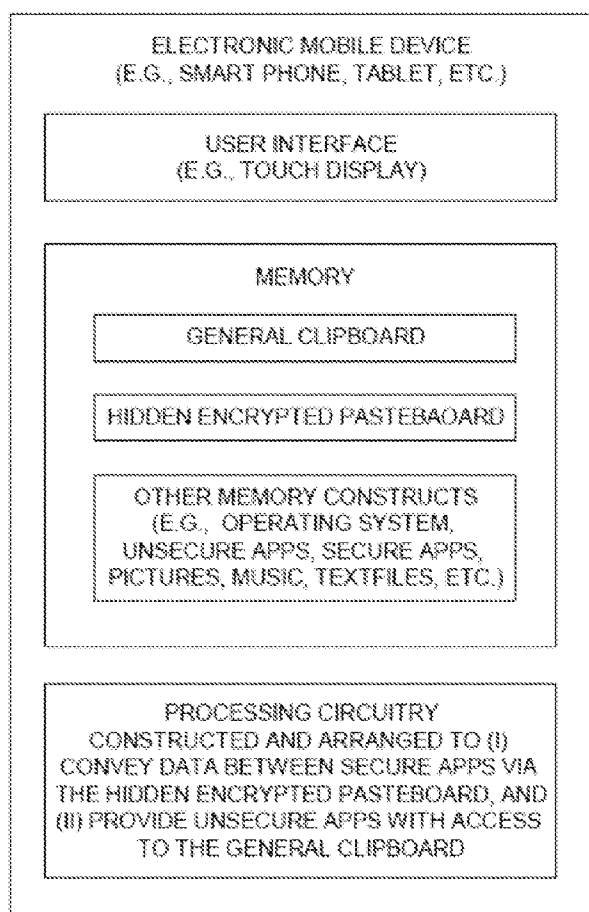 ELECTRONIC MOBILE DEVICE
(E.G., SMART PHONE, TABLET, ETC.)
USER INTERFACE
(E.G., TOUCH DISPLAY)
MEMORY
GENERAL CLIPBOARD
HIDDEN ENCRYPTED PASTEBAOARD
OTHER MEMORY CONSTRUCTS
(E.G., OPERATING SYSTEM,
UNSECURE APPS, SECURE APPS,
PICTURES, MUSIC, TEXTFILES, ETC.)
PROCESSING CIRCUITRY
CONSTRUCTED AND ARRANGED TO (I)
CONVEY DATA BETWEEN SECURE APPS VIA
THE HIDDEN ENCRYPTED PASTEBOARD, AND
(II) PROVIDE UNSECURE APPS WITH ACCESS
TO THE GENERAL CLIPBOARD